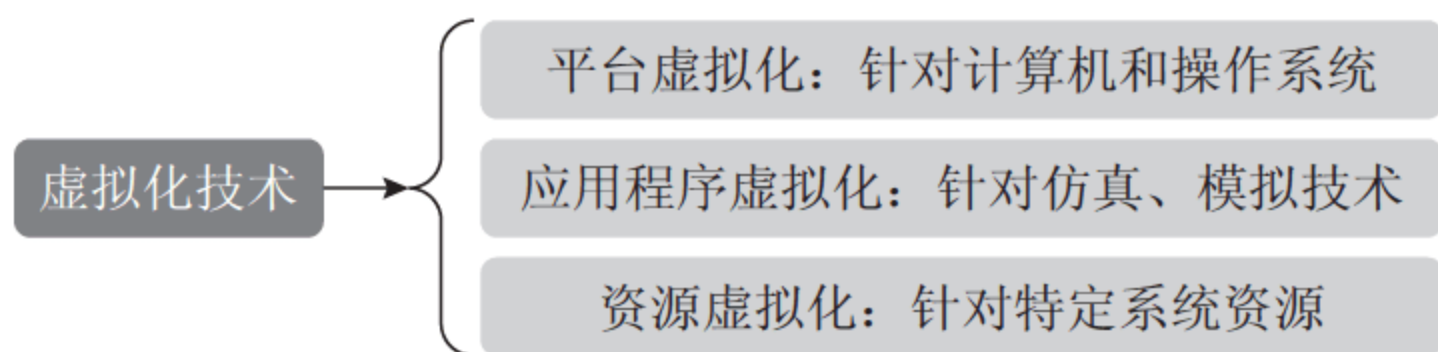 平台虚拟化：针对计算机和操作系统
虚拟化技术
应用程序虚拟化：针对仿真、模拟技术
资源虚拟化：针对特定系统资源